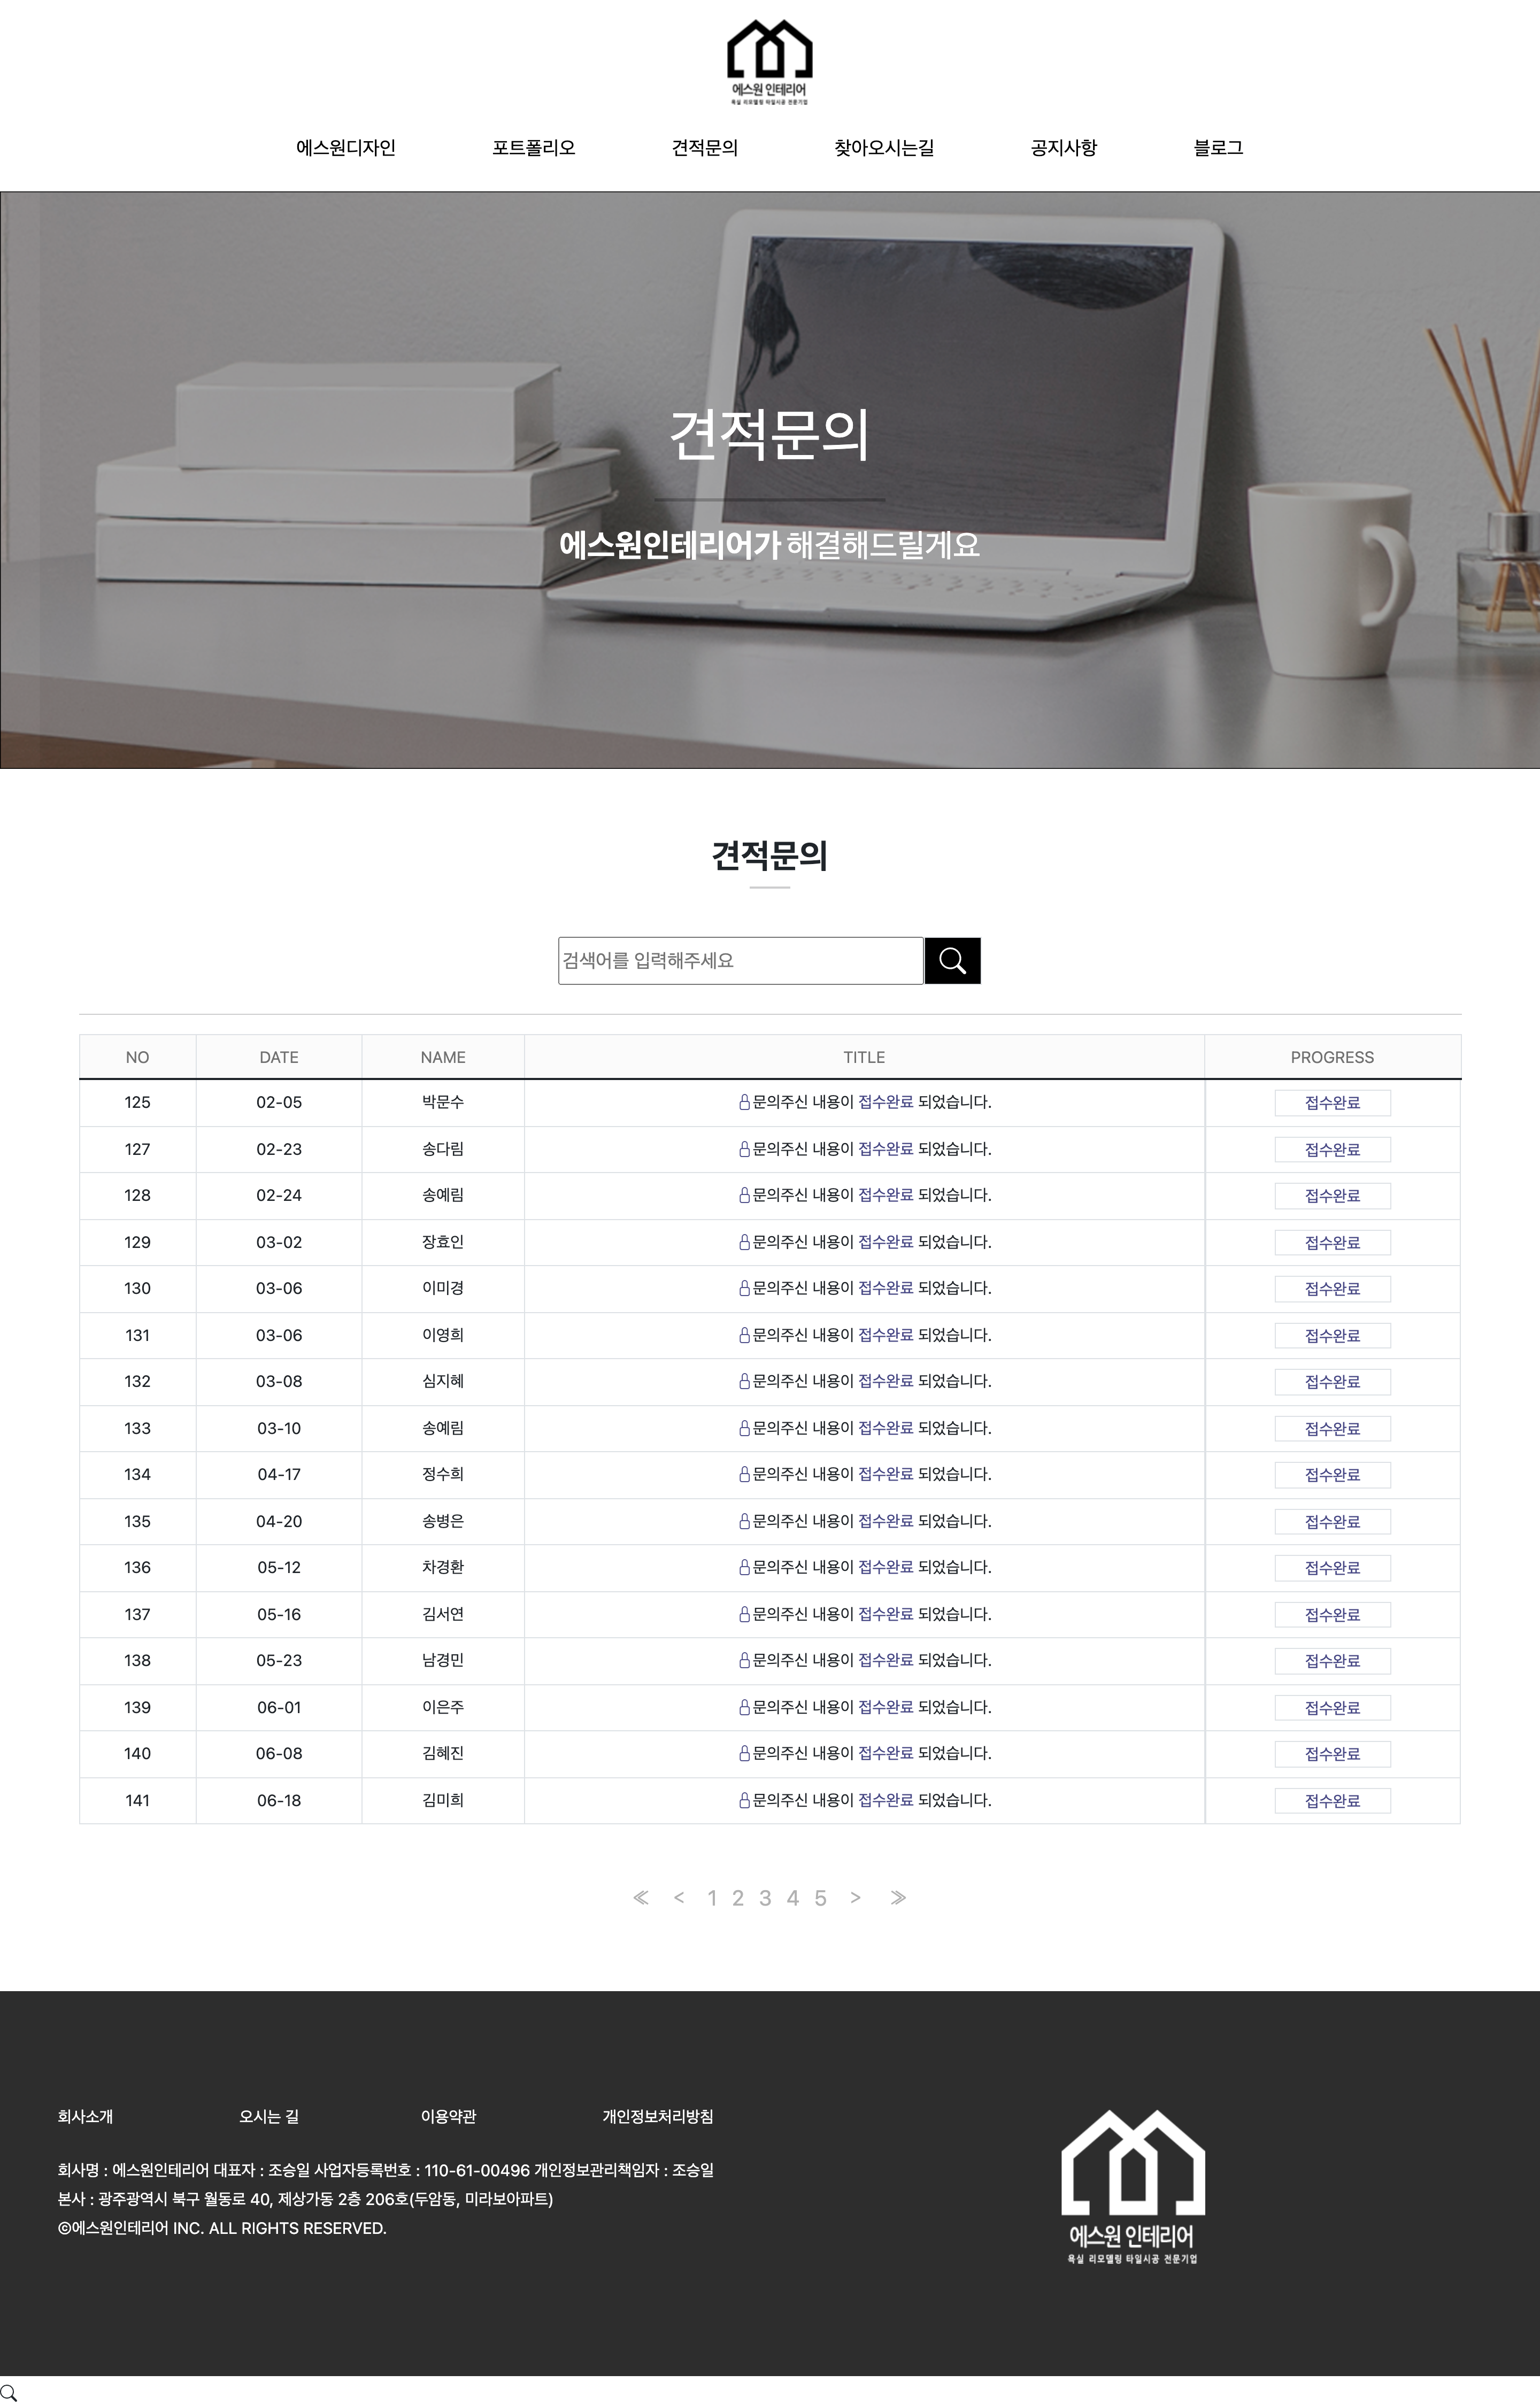 에스원 인테리어
욕실 리모델링 타일시공 전문기업
에스원디자인 포트폴리오 견적문의 찾아오시는길 공지사항 블로그
견적문의
에스원인테리어가 해결해드릴게요
견적문의
검색어를 입력해주세요
NO DATE NAME TITLE PROGRESS
125 02-05 박문수 문의주신 내용이 접수완료 되었습니다. 접수완료
127 02-23 송다림 문의주신 내용이 접수완료 되었습니다. 접수완료
128 02-24 송예림 문의주신 내용이 접수완료 되었습니다. 접수완료
129 03-02 장효인 문의주신 내용이 접수완료 되었습니다. 접수완료
130 03-06 이미경 문의주신 내용이 접수완료 되었습니다. 접수완료
131 03-06 이영희 문의주신 내용이 접수완료 되었습니다. 접수완료
132 03-08 심지혜 문의주신 내용이 접수완료 되었습니다. 접수완료
133 03-10 송예림 문의주신 내용이 접수완료 되었습니다. 접수완료
134 04-17 정수희 문의주신 내용이 접수완료 되었습니다. 접수완료
135 04-20 송병은 문의주신 내용이 접수완료 되었습니다. 접수완료
136 05-12 차경환 문의주신 내용이 접수완료 되었습니다. 접수완료
137 05-16 김서연 문의주신 내용이 접수완료 되었습니다. 접수완료
138 05-23 남경민 문의주신 내용이 접수완료 되었습니다. 접수완료
139 06-01 이은주 문의주신 내용이 접수완료 되었습니다. 접수완료
140 06-08 김혜진 문의주신 내용이 접수완료 되었습니다. 접수완료
141 06-18 김미희 문의주신 내용이 접수완료 되었습니다. 접수완료
≪ < 1 2 3 4 5 > ≫
회사소개 오시는 길 이용약관 개인정보처리방침
회사명 : 에스원인테리어 대표자 : 조승일 사업자등록번호 : 110-61-00496 개인정보관리책임자 : 조승일
본사 : 광주광역시 북구 월동로 40, 제상가동 2층 206호(두암동, 미라보아파트)
©에스원인테리어 INC. ALL RIGHTS RESERVED.
에스원 인테리어
욕실 리모델링 타일시공 전문기업